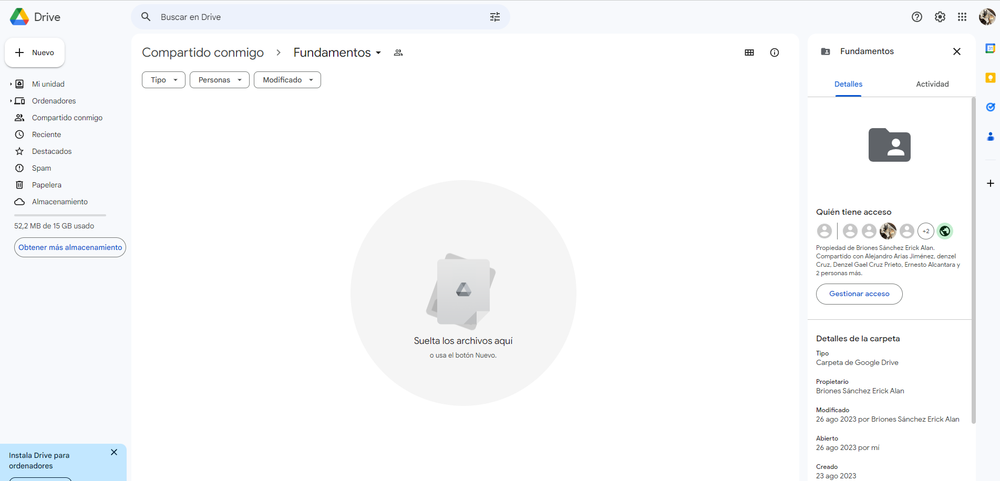 Drive
Buscar en Drive
Nuevo
Mi unidad
Ordenadores
Compartido conmigo
Reciente
Destacados
Spam
Papelera
Almacenamiento
52,2 MB de 15 GB usado
Obtener más almacenamiento
Instala Drive para
ordenadores
Compartido conmigo
Fundamentos
Tipo
Personas
Modificado
Suelta los archivos aquí
o usa el botón Nuevo.
Fundamentos
Detalles
Actividad
Quién tiene acceso
+2
Propiedad de Briones Sánchez Erick Alan.
Compartido con Alejandro Arias Jiménez, denzel
Cruz, Denzel Gael Cruz Prieto, Ernesto Alcantara y
2 personas más.
Gestionar acceso
Detalles de la carpeta
Tipo
Carpeta de Google Drive
Propietario
Briones Sánchez Erick Alan
Modificado
26 ago 2023 por Briones Sánchez Erick Alan
Abierto
26 ago 2023 por mí
Creado
23 ago 2023
31